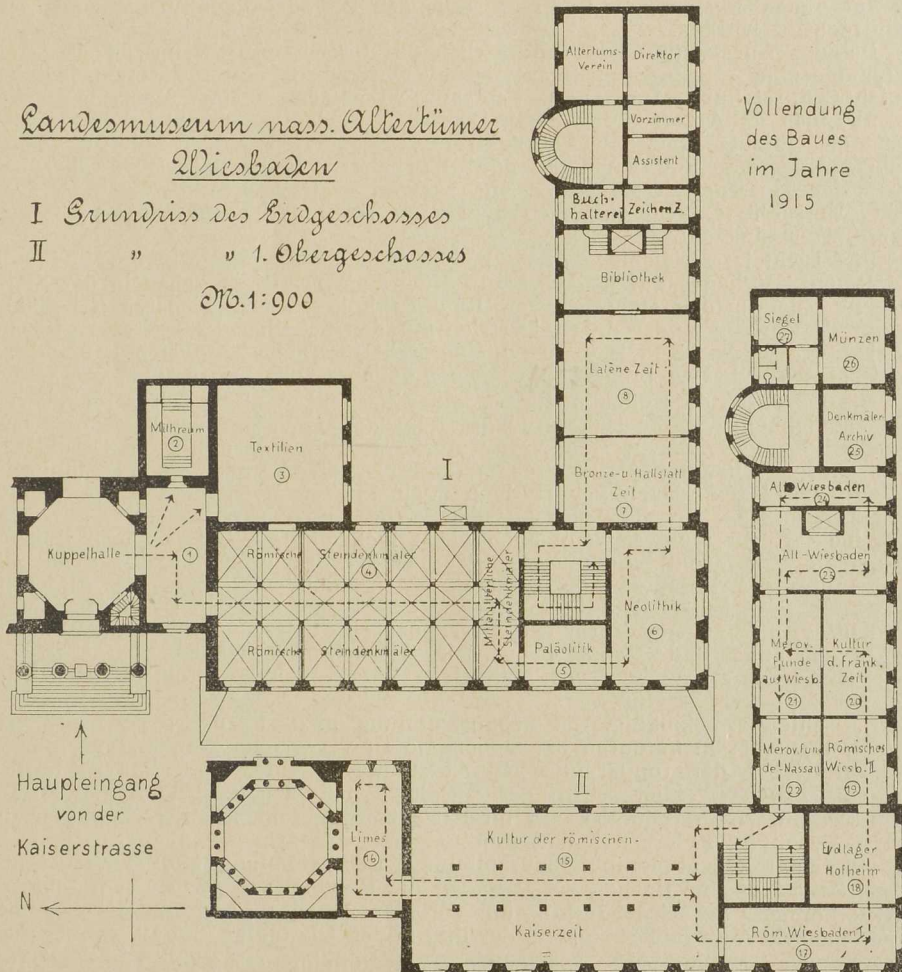 Landesmuseum nass. Altertümer
Wiesbaden
I Grundriss des Erdgeschosses
II " " 1. Obergeschosses
M. 1:900
Vollendung
des Baues
im Jahre
1915
Altertums-
Verein
Direktor
Vorzimmer
Assistent
Buch-
halterei
Zeichen Z.
Bibliothek
Latène Zeit
8
Bronze- u. Hallstatt
Zeit
7
I
Mithreum
2
Textilien
3
Kuppelhalle
1
Römische Steindenkmäler
4
Römische Steindenkmäler
Mittelalterliche
Steindenkmäler
Paläolitik
5
Neolithik
6
Haupteingang
von der
Kaiserstrasse
N
II
Siegel
27
Münzen
26
Denkmäler
Archiv
25
Alt Wiesbaden
24
Alt-Wiesbaden
23
Merov.
Funde
aus Wiesb.
21
Kultur
d. Fränk.
Zeit
20
Merov. Fun
de Nassau
22
Römisches
Wiesb. II
19
Limes
16
Kultur der römischen
15
Kaiserzeit
Erdlager
Hofheim
18
Röm. Wiesbaden I
17